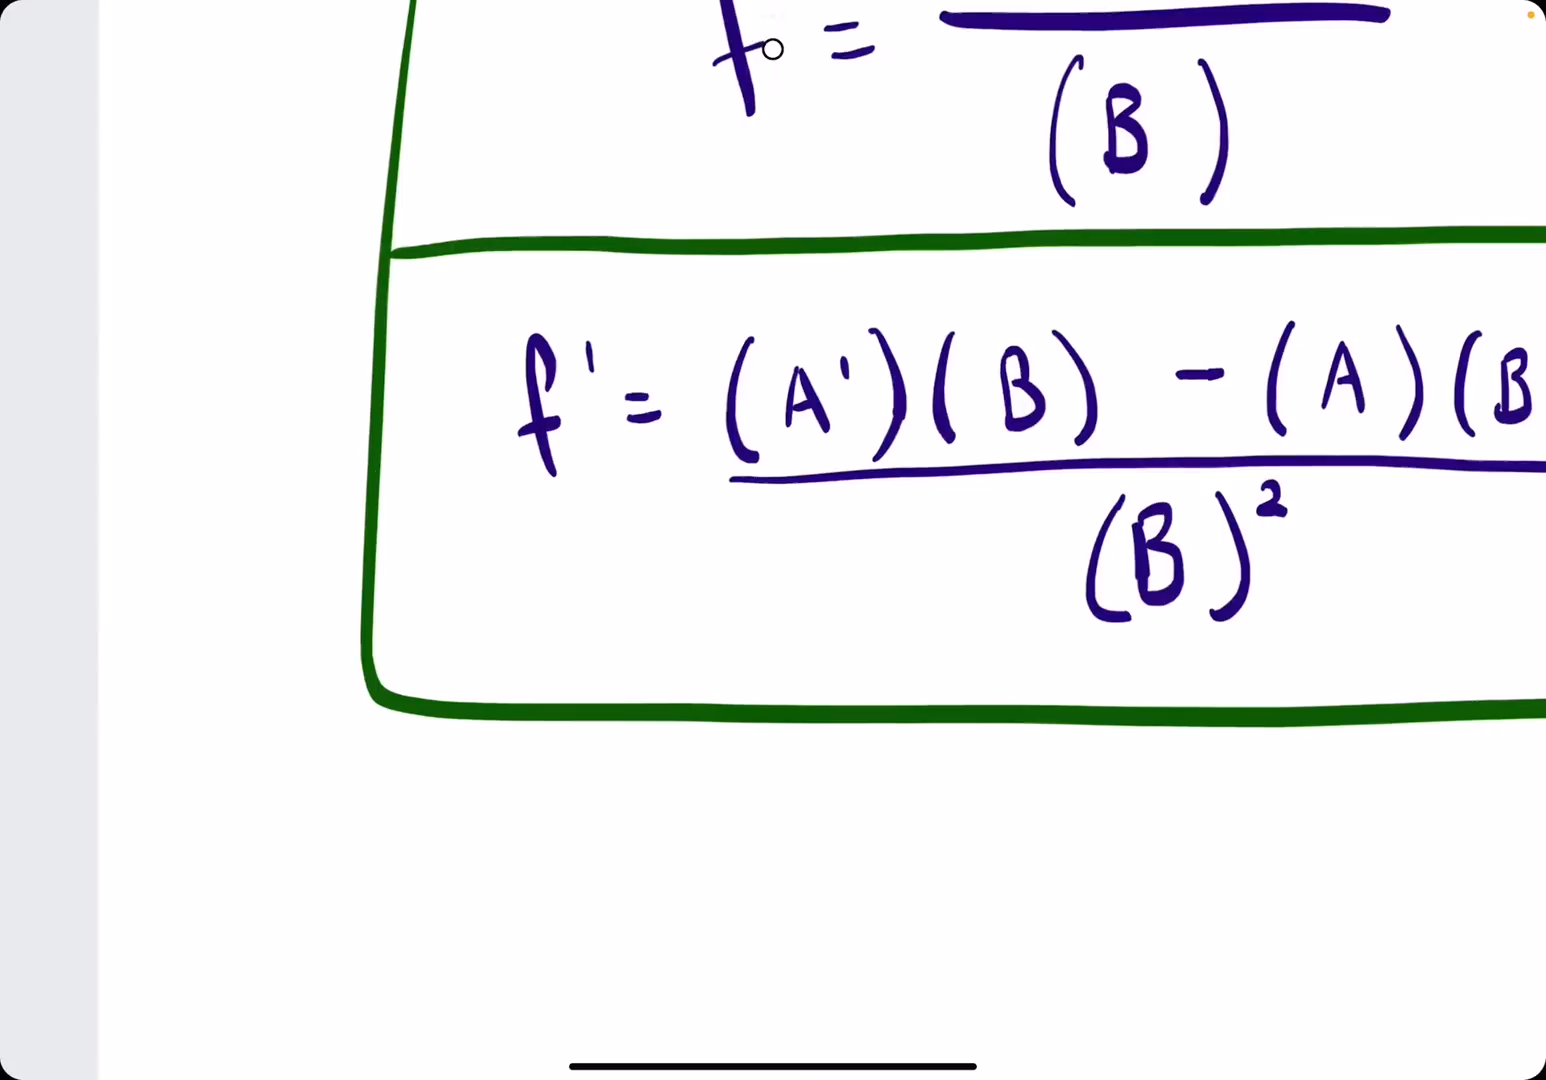 f =
(B)
f' = (A')(B) - (A)(B
(B)²